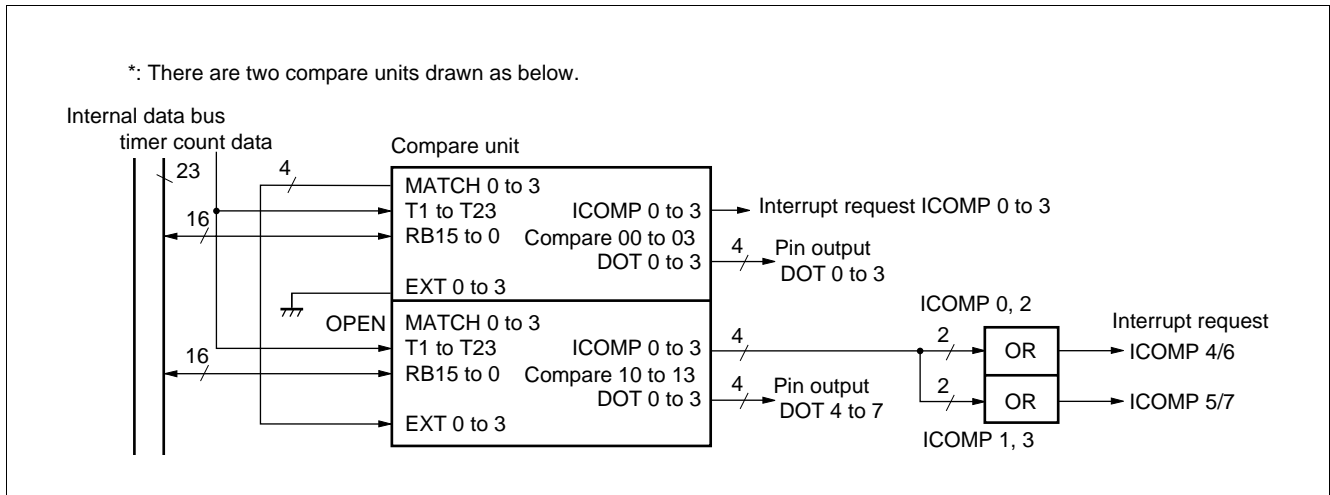 *: There are two compare units drawn as below.
Internal data bus
timer count data
23
4
Compare unit
MATCH 0 to 3
T1 to T23
ICOMP 0 to 3
Interrupt request ICOMP 0 to 3
16
RB15 to 0
Compare 00 to 03
DOT 0 to 3
4
Pin output
DOT 0 to 3
EXT 0 to 3
OPEN
MATCH 0 to 3
T1 to T23
ICOMP 0 to 3
4
16
RB15 to 0
Compare 10 to 13
DOT 0 to 3
4
Pin output
DOT 4 to 7
EXT 0 to 3
ICOMP 0, 2
2
OR
Interrupt request
ICOMP 4/6
2
OR
ICOMP 5/7
ICOMP 1, 3